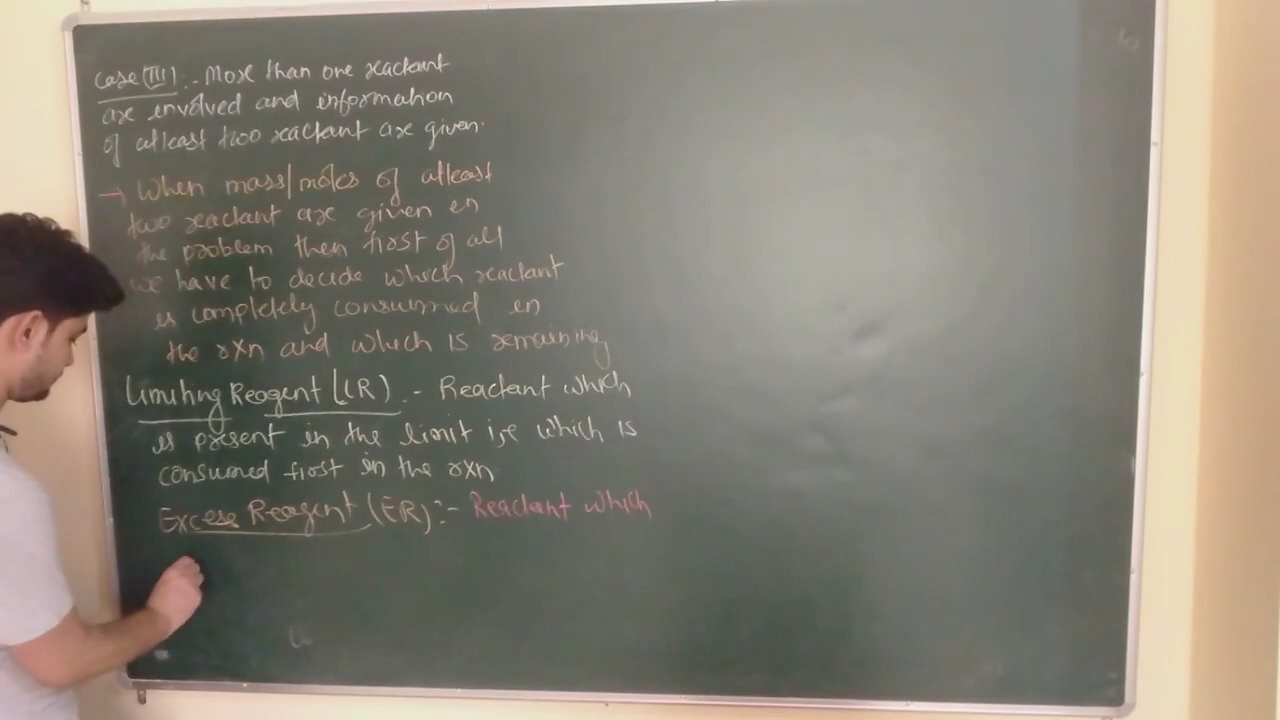 Case (III) :- More than one reactant
are involved and information
of atleast two reactant are given.
→ When mass/moles of atleast
two reactant are given in
the problem then first of all
we have to decide which reactant
is completely consumed in
the rxn and which is remaining
Limiting Reagent (LR) :- Reactant which
is present in the limit i,e which is
consumed first in the rxn
Excess Reagent (ER) :- Reactant which